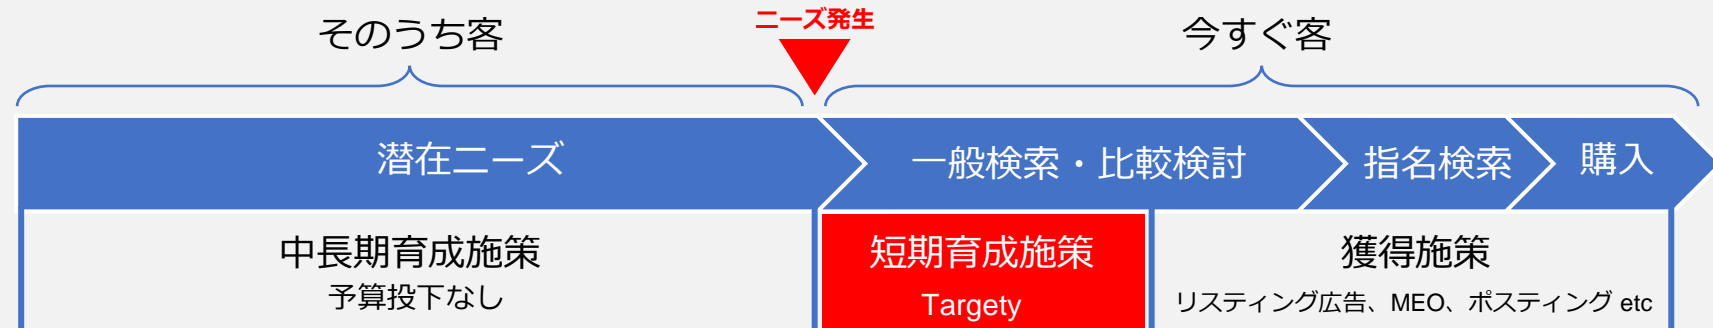 そのうち客
ニーズ発生
今すぐ客
潜在ニーズ
一般検索・比較検討
指名検索
購入
中長期育成施策
予算投下なし
短期育成施策
Targety
獲得施策
リスティング広告、MEO、ポスティング etc